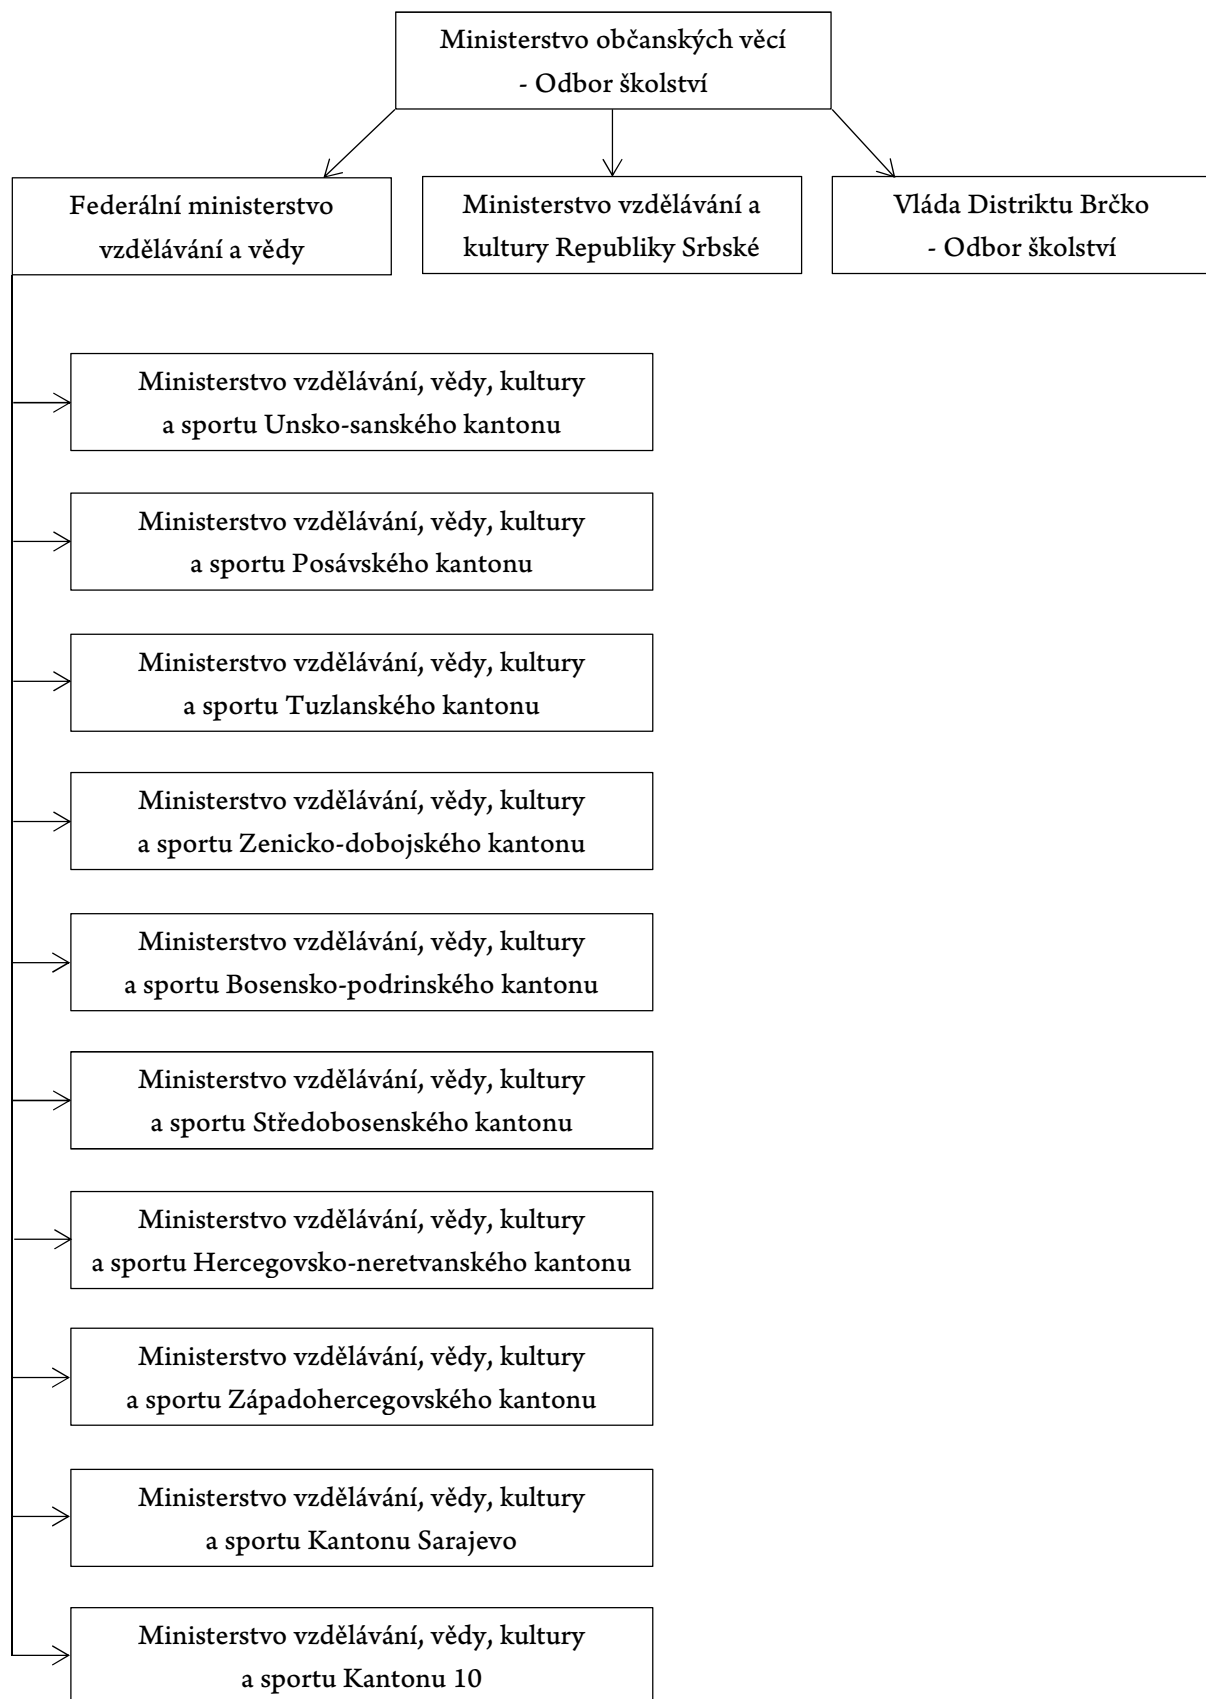 Ministerstvo občanských věcí
- Odbor školství
Federální ministerstvo
vzdělávání a vědy
Ministerstvo vzdělávání a
kultury Republiky Srbské
Vláda Distriktu Brčko
- Odbor školství
Ministerstvo vzdělávání, vědy, kultury
a sportu Unsko-sanského kantonu
Ministerstvo vzdělávání, vědy, kultury
a sportu Posávského kantonu
Ministerstvo vzdělávání, vědy, kultury
a sportu Tuzlanského kantonu
Ministerstvo vzdělávání, vědy, kultury
a sportu Zenicko-dobojského kantonu
Ministerstvo vzdělávání, vědy, kultury
a sportu Bosensko-podrinského kantonu
Ministerstvo vzdělávání, vědy, kultury
a sportu Středobosenského kantonu
Ministerstvo vzdělávání, vědy, kultury
a sportu Hercegovsko-neretvanského kantonu
Ministerstvo vzdělávání, vědy, kultury
a sportu Západohercegovského kantonu
Ministerstvo vzdělávání, vědy, kultury
a sportu Kantonu Sarajevo
Ministerstvo vzdělávání, vědy, kultury
a sportu Kantonu 10